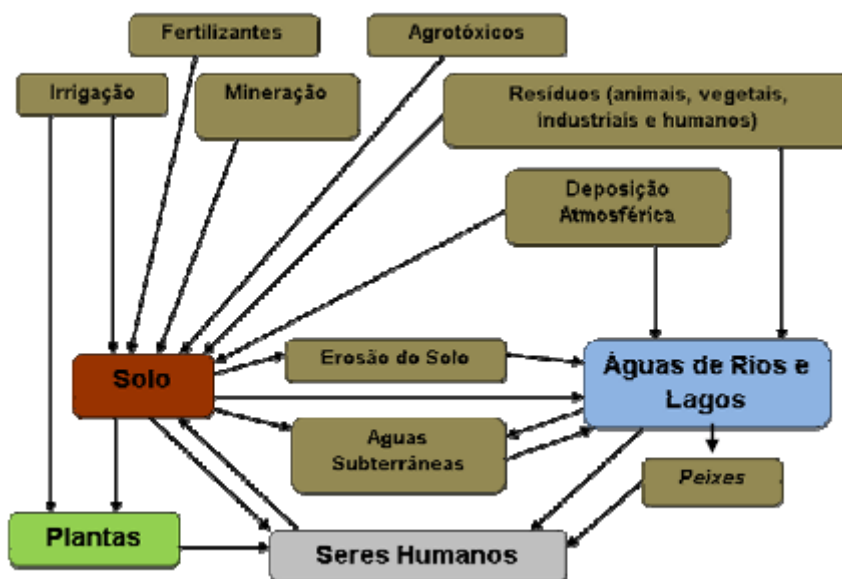 Fertilizantes
Agrotóxicos
Irrigação
Mineração
Resíduos (animais, vegetais,
industriais e humanos)
Deposição
Atmosférica
Solo
Erosão do Solo
Águas de Rios e
Lagos
Aguas
Subterrâneas
Peixes
Plantas
Seres Humanos